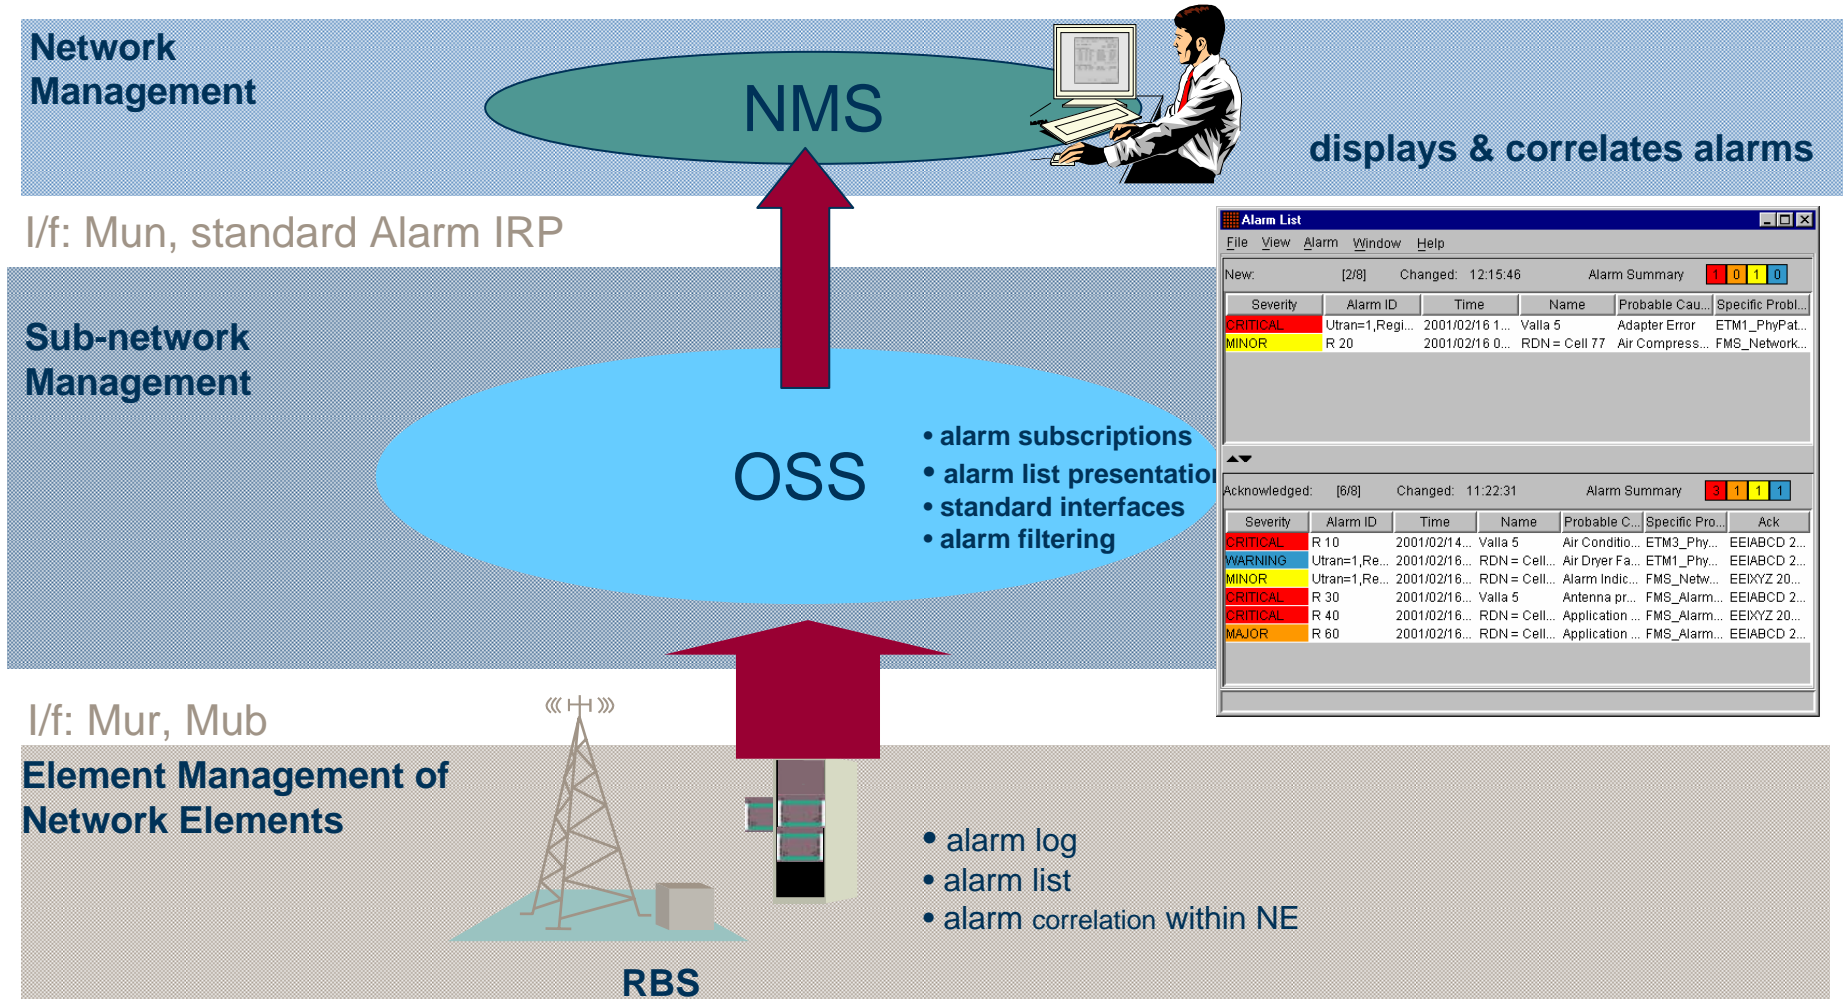 Network
Management
NMS
displays & correlates alarms
I/f: Mun, standard Alarm IRP
Sub-network
Management
OSS
• alarm subscriptions
• alarm list presentation
• standard interfaces
• alarm filtering
Alarm List
File View Alarm Window Help
New: [2/8] Changed: 12:15:46 Alarm Summary 1 0 1 0
Severity Alarm ID Time Name Probable Cau... Specific Probl...
CRITICAL Utran=1,Regi... 2001/02/16 1... Valla 5 Adapter Error ETM1_PhyPat...
MINOR R 20 2001/02/16 0... RDN = Cell 77 Air Compress... FMS_Network...
Acknowledged: [6/8] Changed: 11:22:31 Alarm Summary 3 1 1 1
Severity Alarm ID Time Name Probable C... Specific Pro... Ack
CRITICAL R 10 2001/02/14... Valla 5 Air Conditio... ETM3_Phy... EEIABCD 2...
WARNING Utran=1,Re... 2001/02/16... RDN = Cell... Air Dryer Fa... ETM1_Phy... EEIABCD 2...
MINOR Utran=1,Re... 2001/02/16... RDN = Cell... Alarm Indic... FMS_Netw... EEIXYZ 20...
CRITICAL R 30 2001/02/16... Valla 5 Antenna pr... FMS_Alarm... EEIABCD 2...
CRITICAL R 40 2001/02/16... RDN = Cell... Application ... FMS_Alarm... EEIXYZ 20...
MAJOR R 60 2001/02/16... RDN = Cell... Application ... FMS_Alarm... EEIABCD 2...
I/f: Mur, Mub
Element Management of
Network Elements
• alarm log
• alarm list
• alarm correlation within NE
RBS